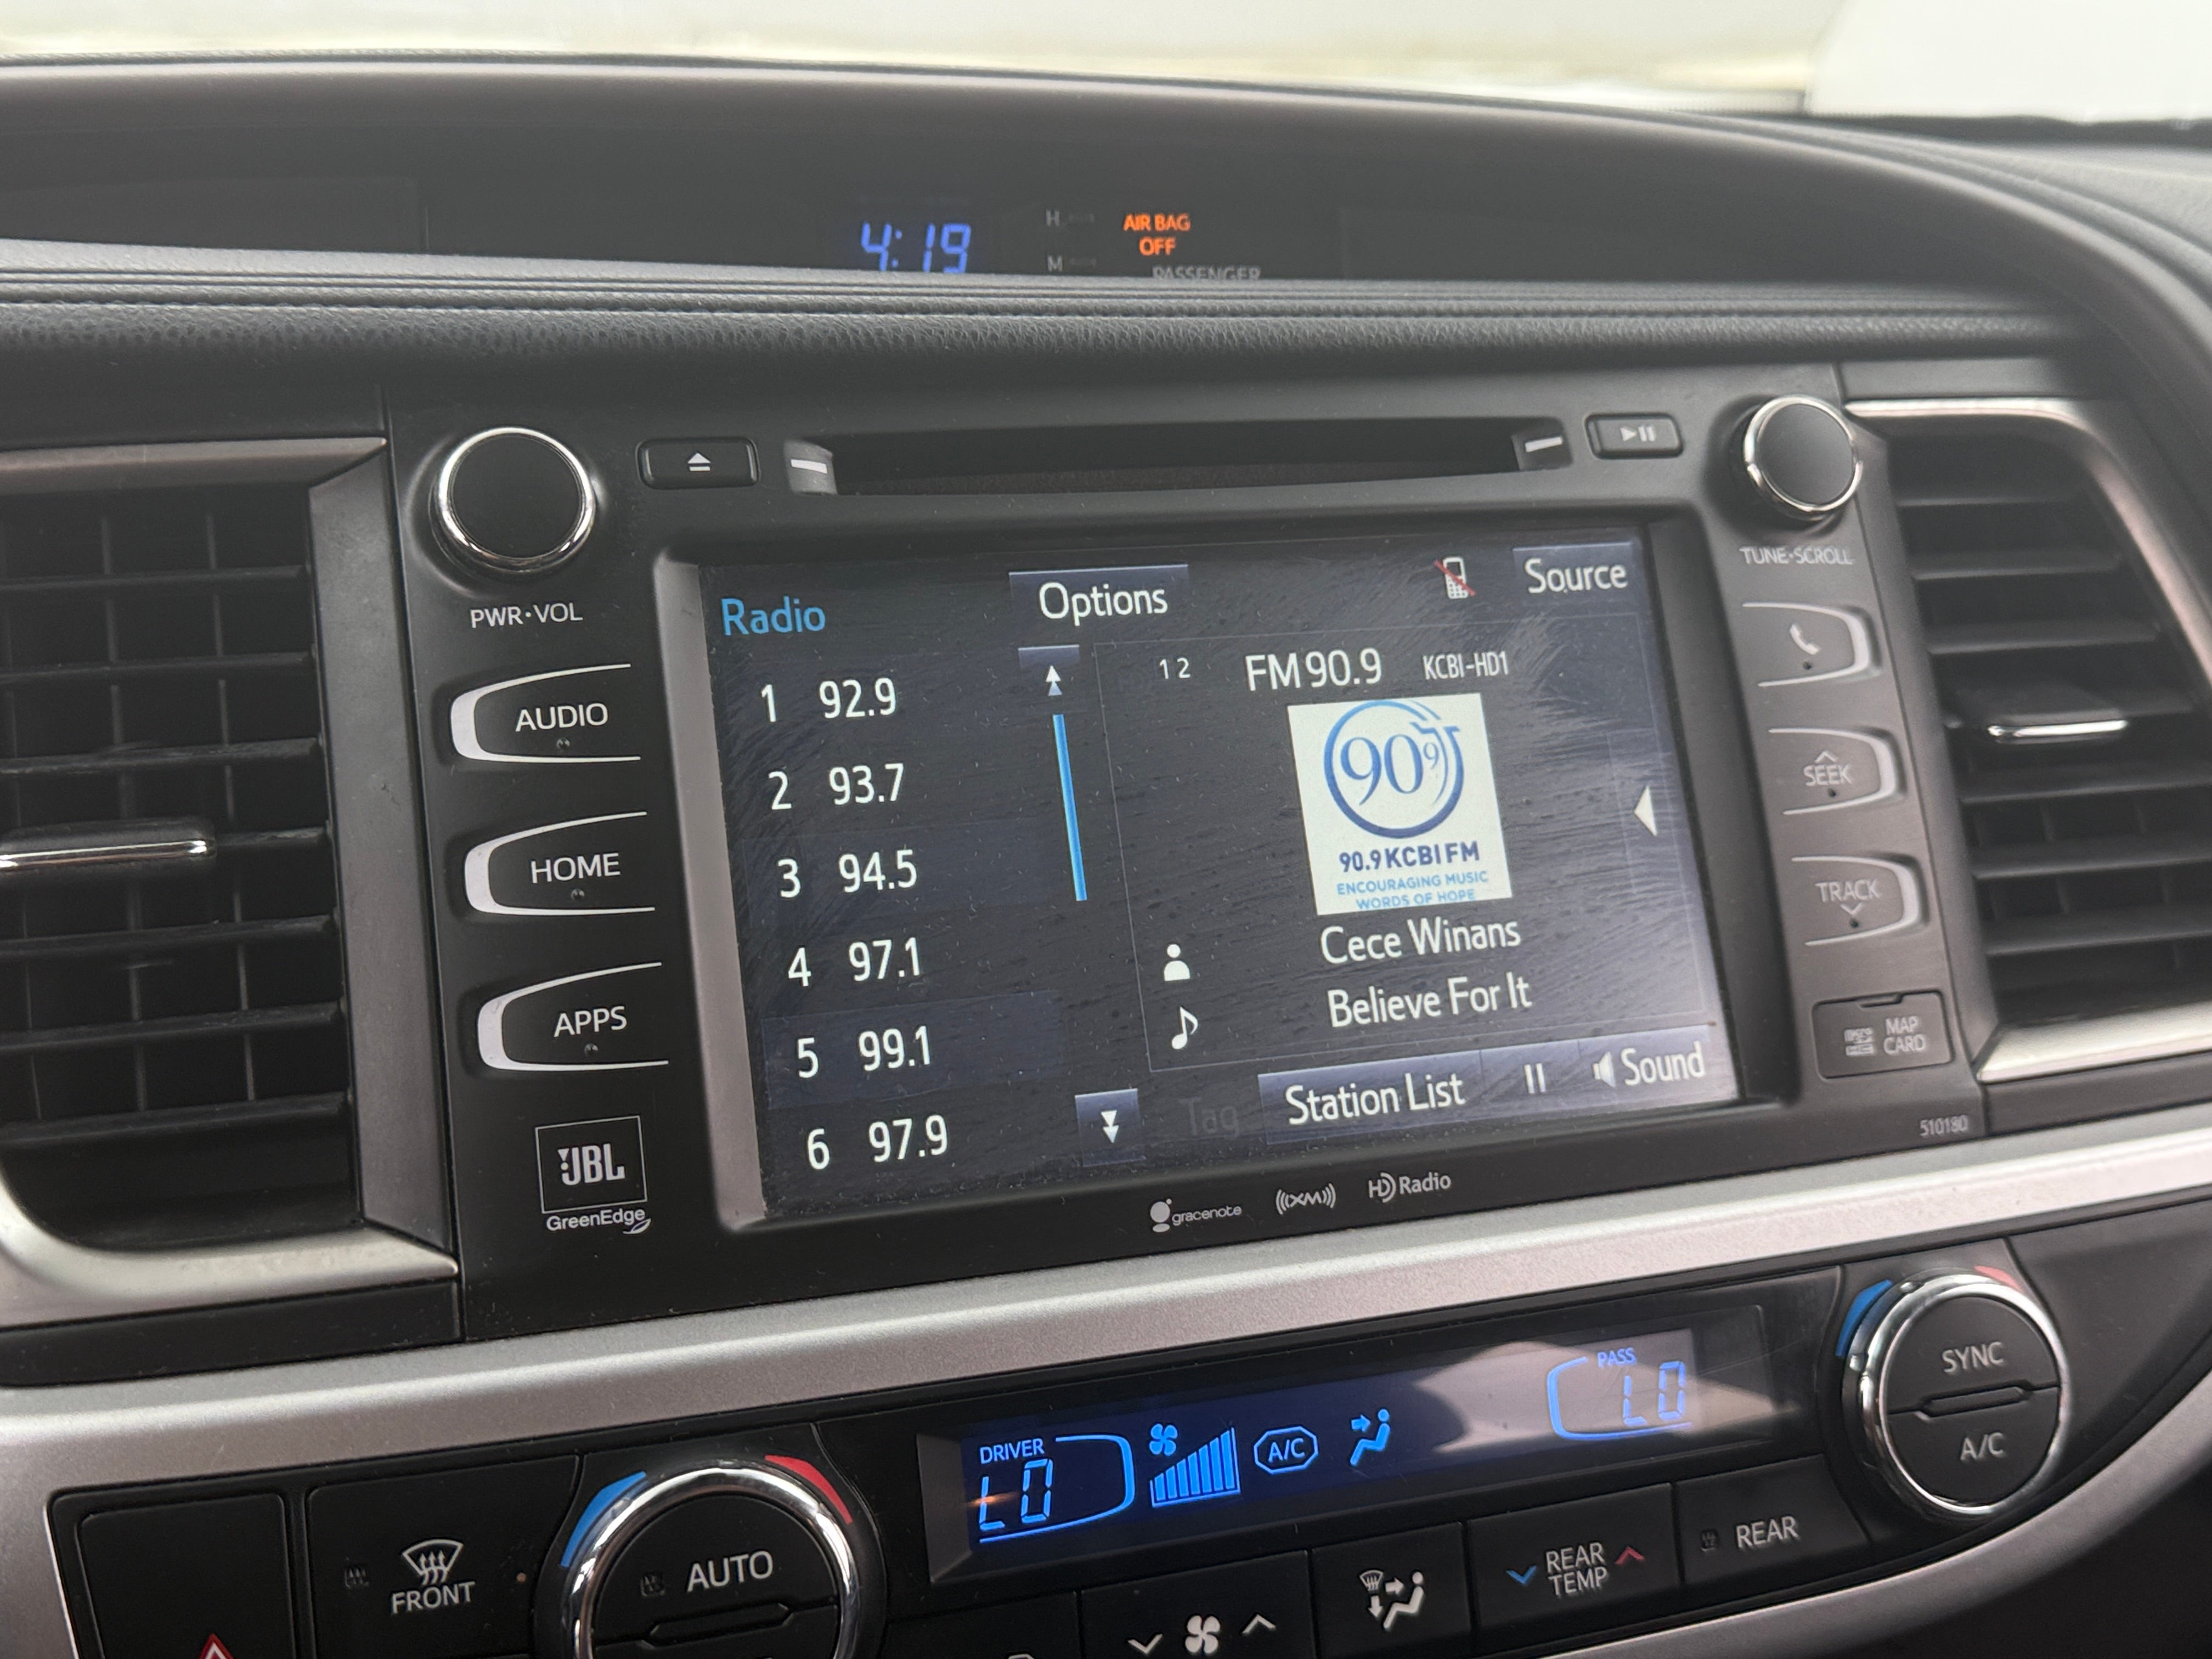 4:19
H
AIR BAG
OFF
M
PASSENGER
PWR•VOL
TUNE•SCROLL
AUDIO
HOME
APPS
JBL
GreenEdge
Radio
Options
Source
1 92.9
2 93.7
3 94.5
4 97.1
5 99.1
6 97.9
1 2
FM 90.9
KCBI-HD1
90.9
90.9 KCBI FM
ENCOURAGING MUSIC
WORDS OF HOPE
Cece Winans
Believe For It
Tag
Station List
Sound
SEEK
TRACK
MAP
CARD
510180
gracenote
((XM))
HD Radio
DRIVER
LO
A/C
PASS
LO
SYNC
A/C
FRONT
AUTO
REAR
TEMP
REAR